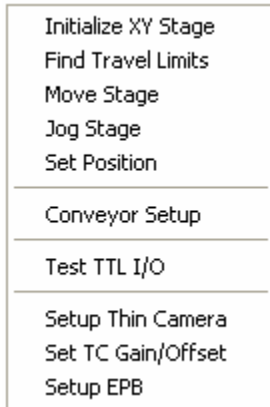 Initialize XY Stage
Find Travel Limits
Move Stage
Jog Stage
Set Position
Conveyor Setup
Test TTL I/O
Setup Thin Camera
Set TC Gain/Offset
Setup EPB